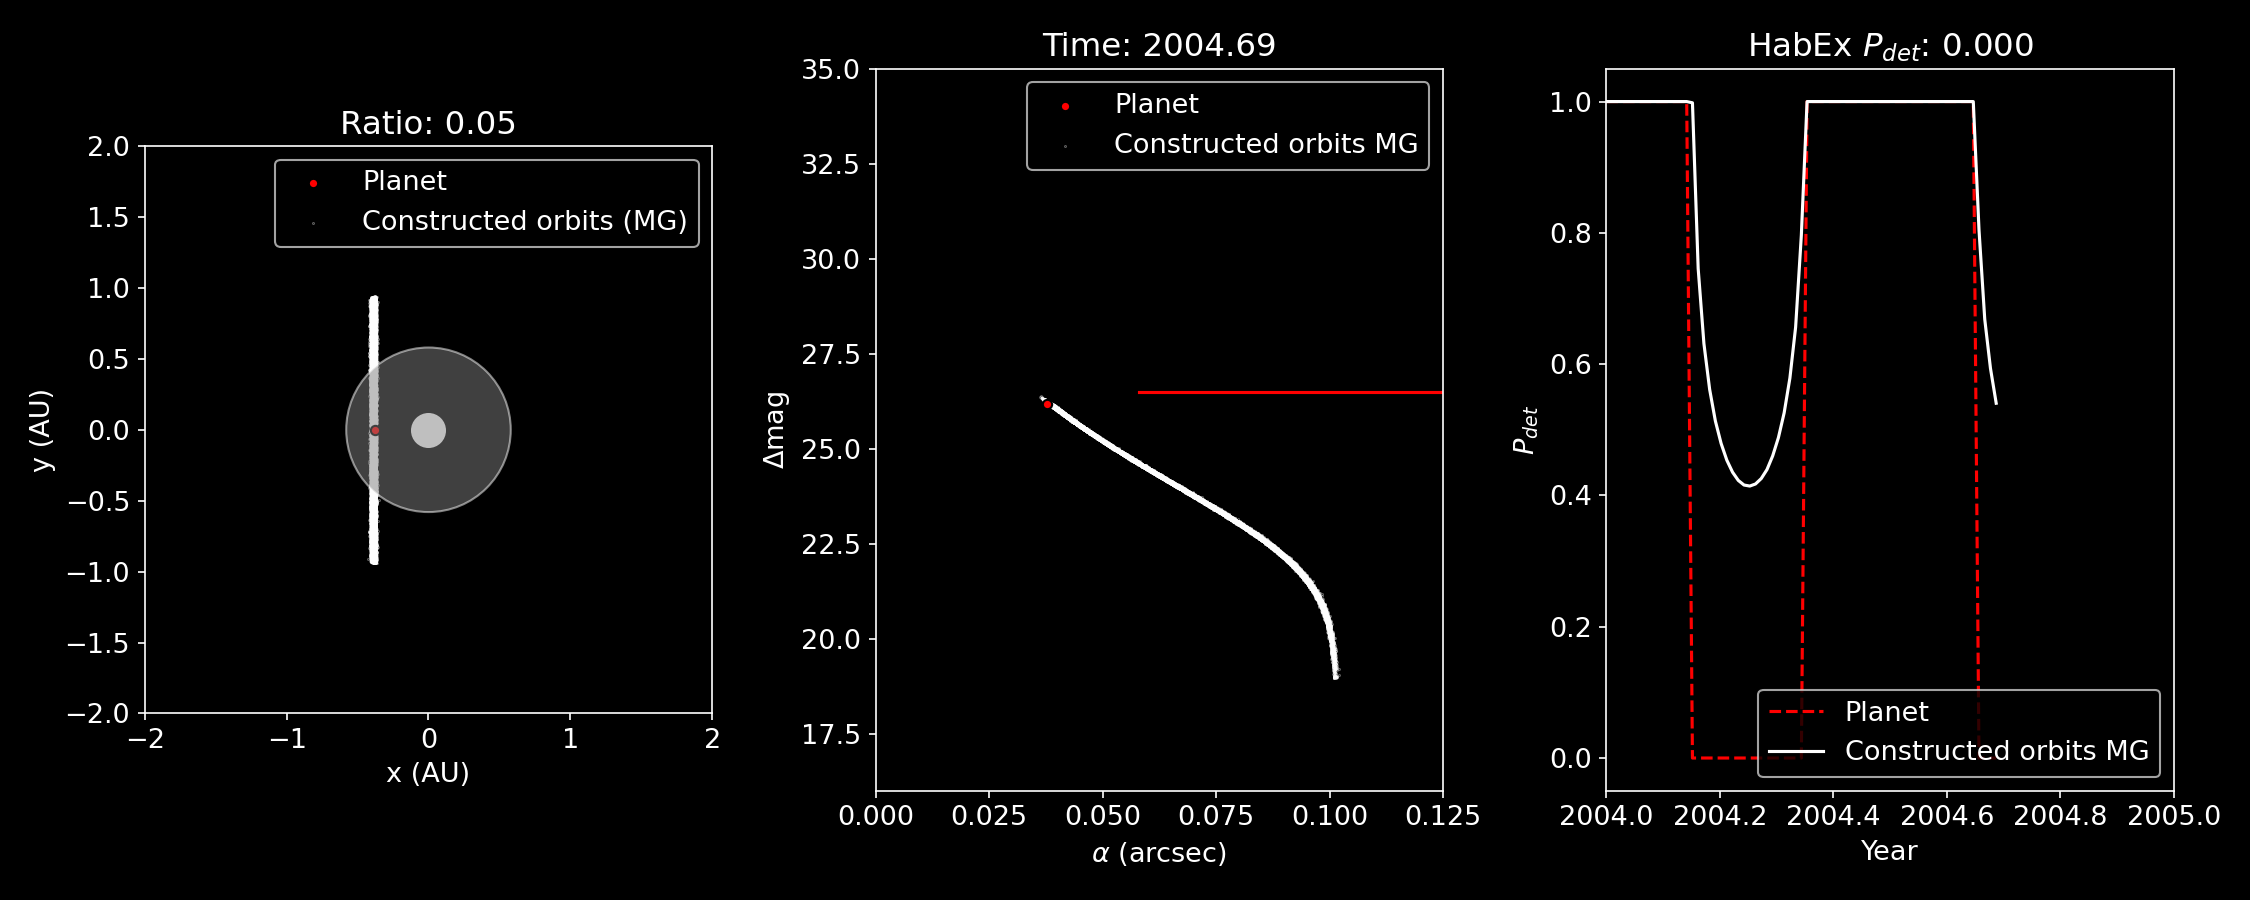 Ratio: 0.05
2.0
1.5
1.0
0.5
0.0
−0.5
−1.0
−1.5
−2.0
−2
−1
0
1
2
y (AU)
x (AU)
Planet
Constructed orbits (MG)
Time: 2004.69
35.0
32.5
30.0
27.5
25.0
22.5
20.0
17.5
0.000
0.025
0.050
0.075
0.100
0.125
Δmag
α (arcsec)
Planet
Constructed orbits MG
HabEx P_det: 0.000
1.0
0.8
0.6
0.4
0.2
0.0
2004.0
2004.2
2004.4
2004.6
2004.8
2005.0
P_det
Year
Planet
Constructed orbits MG